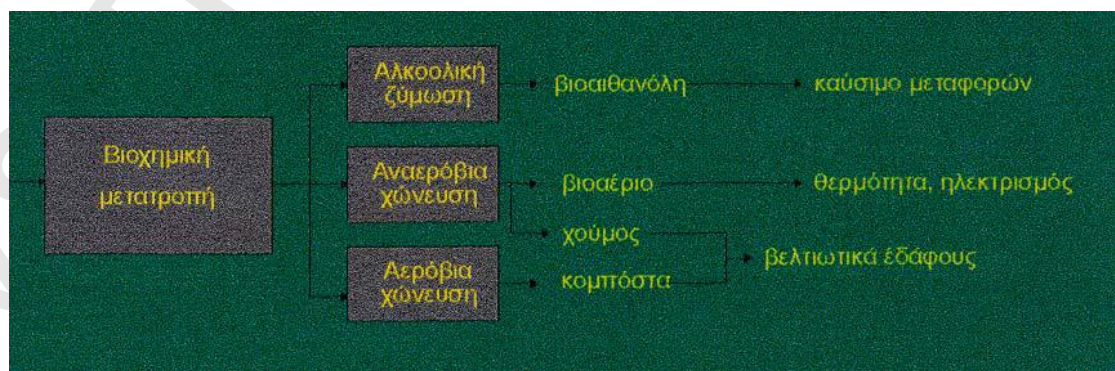 Βιοχημική
μετατροπή
Αλκοολική
ζύμωση
βιοαιθανόλη
καύσιμο μεταφορών
Αναερόβια
χώνευση
βιοαέριο
θερμότητα, ηλεκτρισμός
χούμος
βελτιωτικά έδάφους
Αερόβια
χώνευση
κομπόστα